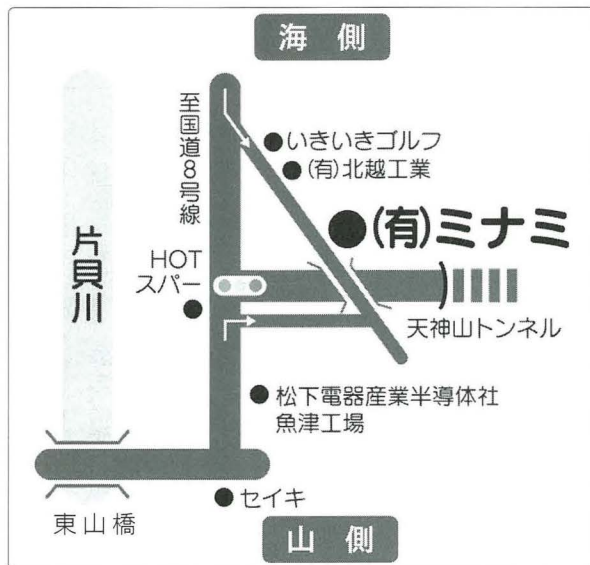 海側
至国道8号線
いきいきゴルフ
(有)北越工業
(有)ミナミ
片貝川
HOT
スパー
天神山トンネル
松下電器産業半導体社
魚津工場
セイキ
東山橋
山側